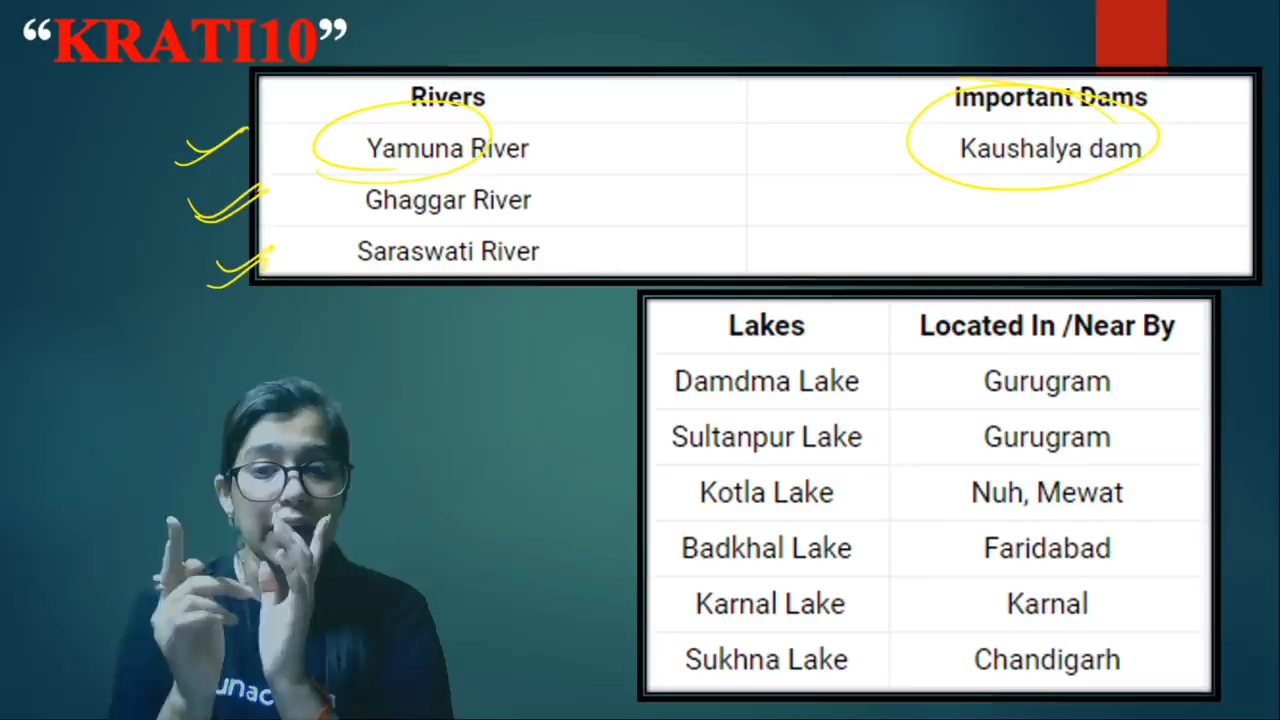 “KRATI10”
Rivers Important Dams
Yamuna River Kaushalya dam
Ghaggar River
Saraswati River
Lakes Located In /Near By
Damdma Lake Gurugram
Sultanpur Lake Gurugram
Kotla Lake Nuh, Mewat
Badkhal Lake Faridabad
Karnal Lake Karnal
Sukhna Lake Chandigarh